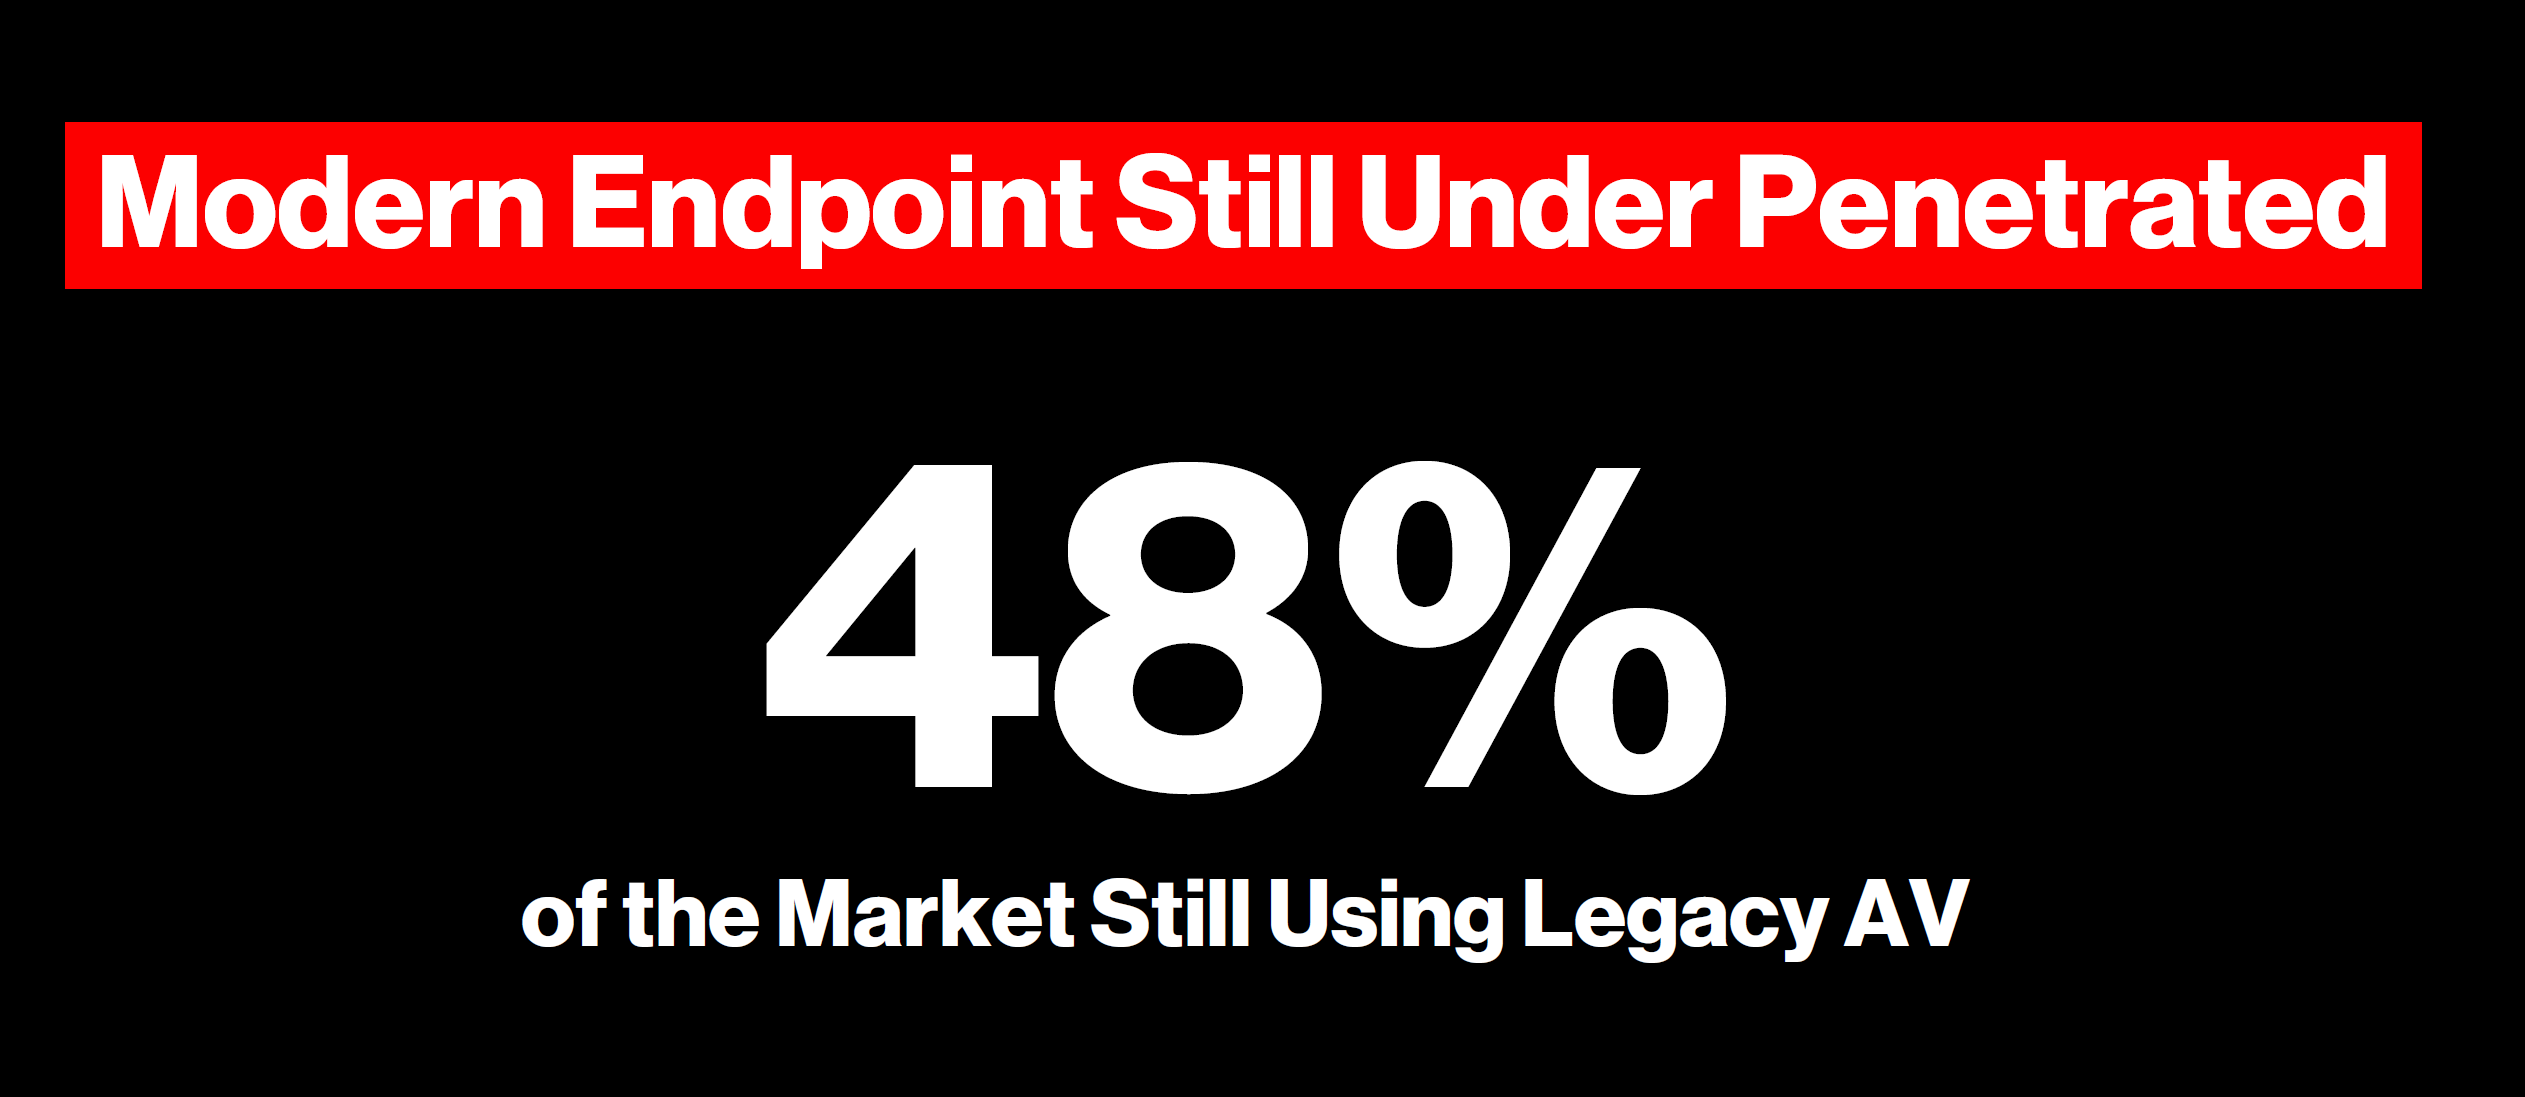 Modern Endpoint Still Under Penetrated
48%
of the Market Still Using Legacy AV